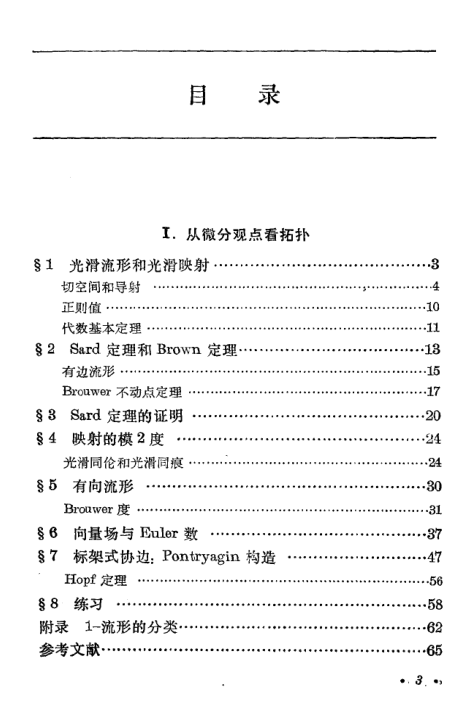 目 录
I. 从微分观点看拓扑
§1 光滑流形和光滑映射……………………………………3
切空间和导射……………………………………4
正则值……………………………………10
代数基本定理……………………………………11
§2 Sard 定理和 Brown 定理……………………………………13
有边流形……………………………………15
Brouwer 不动点定理……………………………………17
§3 Sard 定理的证明……………………………………20
§4 映射的模2度……………………………………24
光滑同伦和光滑同痕……………………………………24
§5 有向流形……………………………………30
Brouwer 度……………………………………31
§6 向量场与 Euler 数……………………………………37
§7 标架式协边; Pontryagin 构造……………………………………47
Hopf 定理……………………………………56
§8 练习……………………………………58
附录 1-流形的分类……………………………………62
参考文献……………………………………65
• 3 •